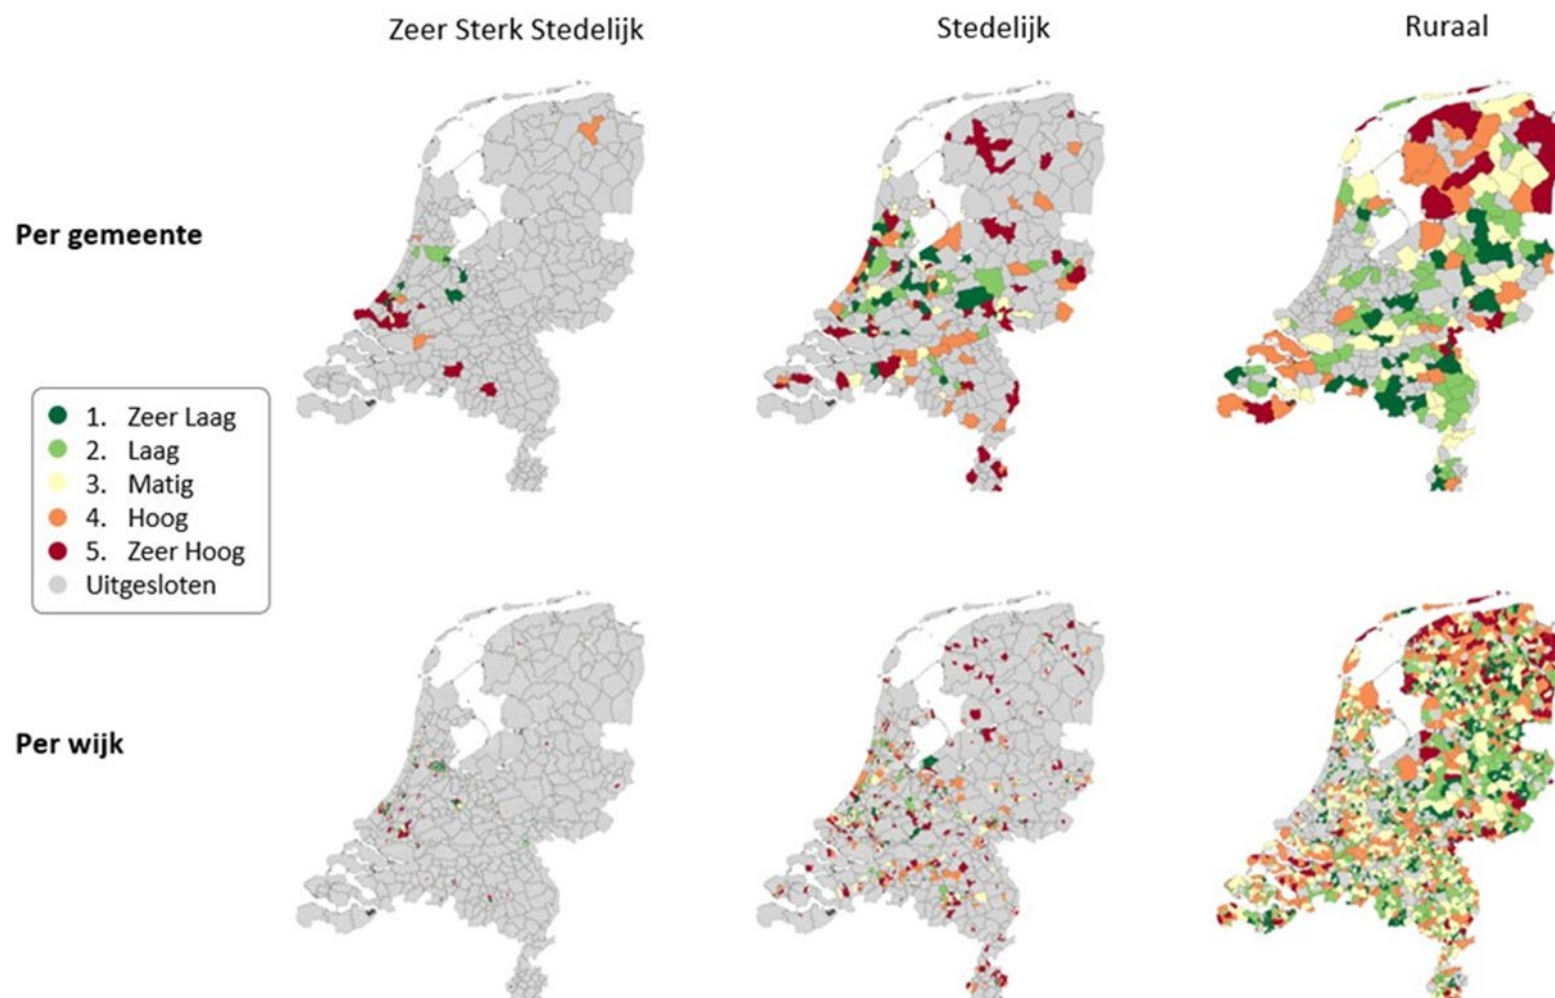 Zeer Sterk Stedelijk
Stedelijk
Ruraal
Per gemeente
1. Zeer Laag
2. Laag
3. Matig
4. Hoog
5. Zeer Hoog
Uitgesloten
Per wijk